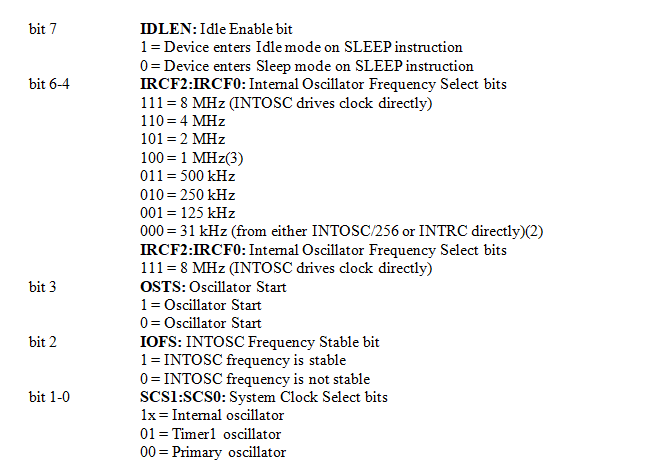 bit 7 IDLEN: Idle Enable bit
1 = Device enters Idle mode on SLEEP instruction
0 = Device enters Sleep mode on SLEEP instruction
bit 6-4 IRCF2:IRCF0: Internal Oscillator Frequency Select bits
111 = 8 MHz (INTOSC drives clock directly)
110 = 4 MHz
101 = 2 MHz
100 = 1 MHz(3)
011 = 500 kHz
010 = 250 kHz
001 = 125 kHz
000 = 31 kHz (from either INTOSC/256 or INTRC directly)(2)
IRCF2:IRCF0: Internal Oscillator Frequency Select bits
111 = 8 MHz (INTOSC drives clock directly)
bit 3 OSTS: Oscillator Start
1 = Oscillator Start
0 = Oscillator Start
bit 2 IOFS: INTOSC Frequency Stable bit
1 = INTOSC frequency is stable
0 = INTOSC frequency is not stable
bit 1-0 SCS1:SCS0: System Clock Select bits
1x = Internal oscillator
01 = Timer1 oscillator
00 = Primary oscillator